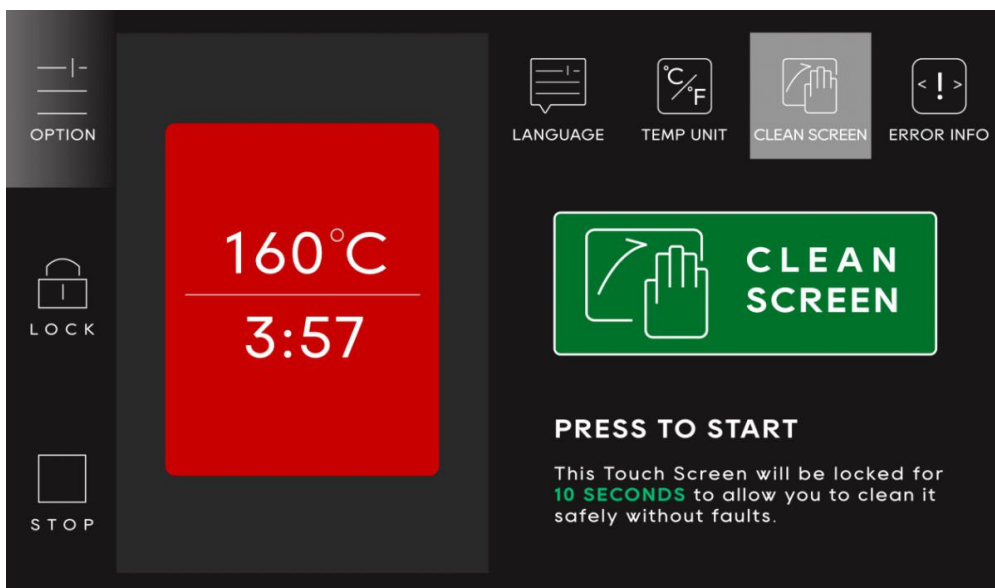 OPTION
LOCK
STOP
160°C
3:57
LANGUAGE
TEMP UNIT
CLEAN SCREEN
ERROR INFO
°C/°F
< ! >
CLEAN
SCREEN
PRESS TO START
This Touch Screen will be locked for
10 SECONDS to allow you to clean it
safely without faults.